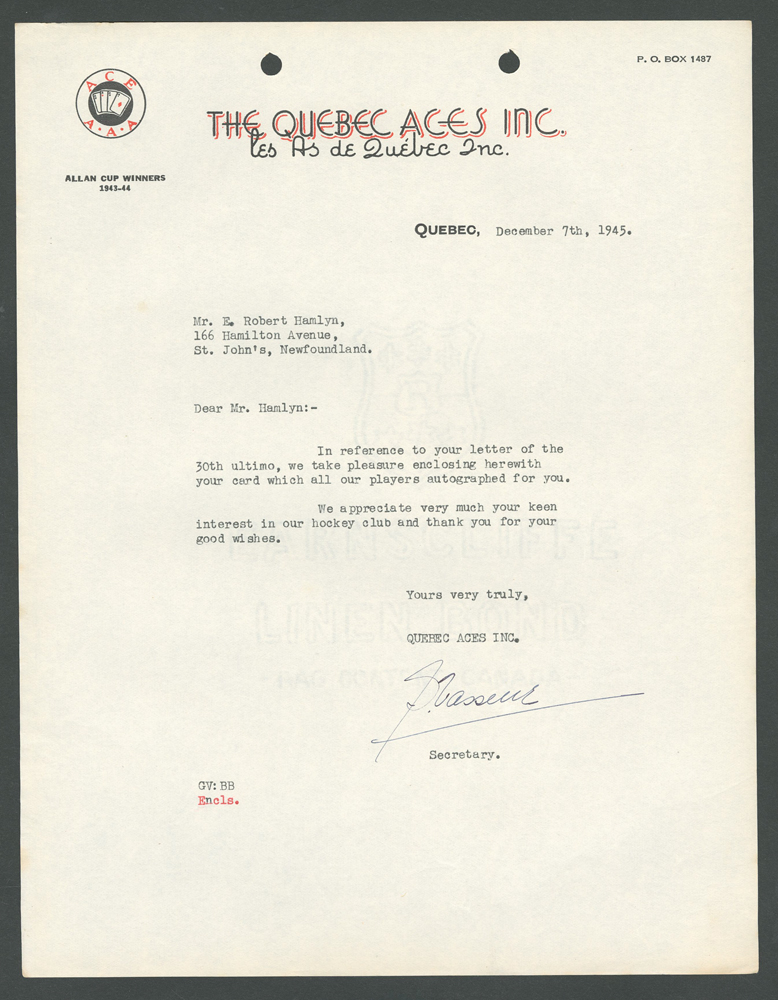 P. O. BOX 1487
A C E
A · A · A
THE QUEBEC ACES INC.
Les As de Québec Inc.
ALLAN CUP WINNERS
1943-44
QUEBEC, December 7th, 1945.
Mr. E. Robert Hamlyn,
166 Hamilton Avenue,
St. John's, Newfoundland.
Dear Mr. Hamlyn:-
In reference to your letter of the
30th ultimo, we take pleasure enclosing herewith
your card which all our players autographed for you.
We appreciate very much your keen
interest in our hockey club and thank you for your
good wishes.
Yours very truly,
QUEBEC ACES INC.
Secretary.
GV:BB
Encls.
LINEN BOND
CANADA